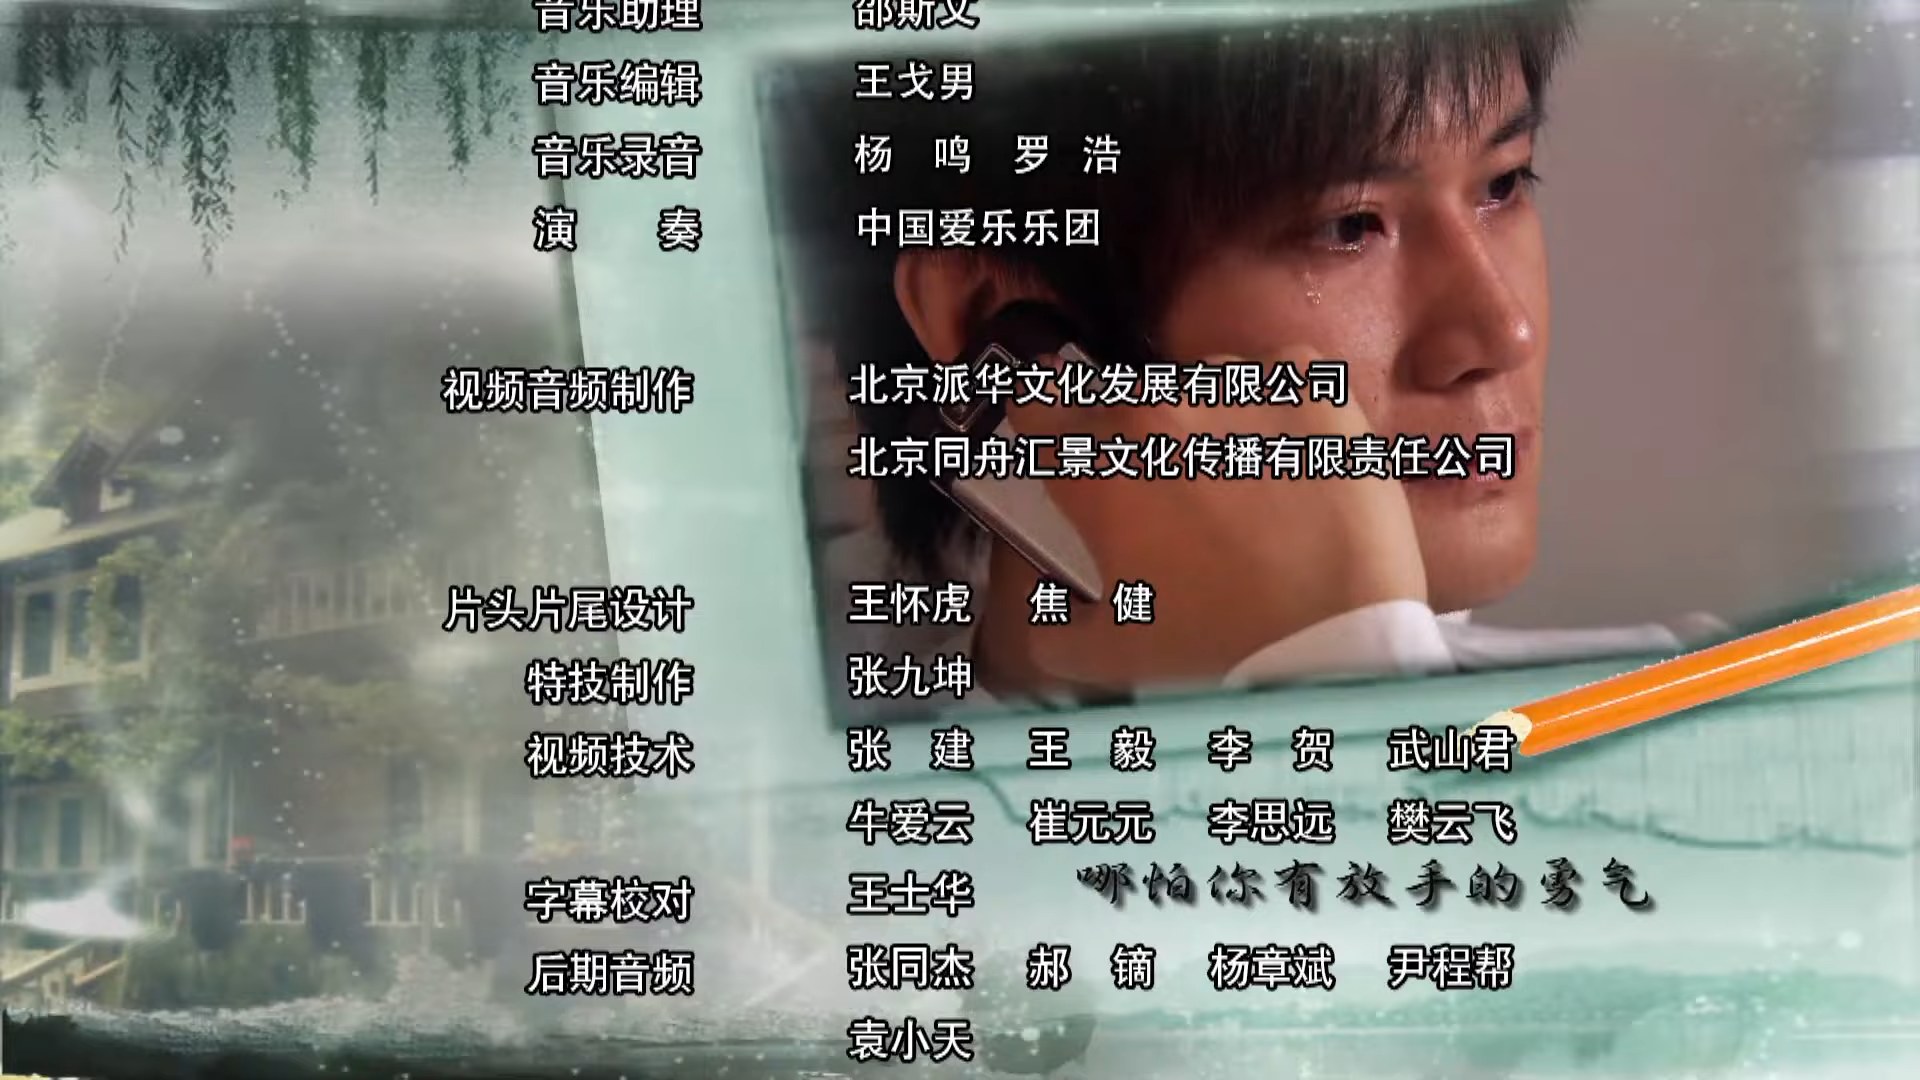 音乐助理 邵斯文
音乐编辑 王戈男
音乐录音 杨 鸣 罗 浩
演 奏 中国爱乐乐团
视频音频制作 北京派华文化发展有限公司
北京同舟汇景文化传播有限责任公司
片头片尾设计 王怀虎 焦 健
特技制作 张九坤
视频技术 张 建 王 毅 李 贺 武山君
牛爱云 崔元元 李思远 樊云飞
哪怕你有放手的勇气
字幕校对 王士华
后期音频 张同杰 郝 镝 杨章斌 尹程帮
袁小天